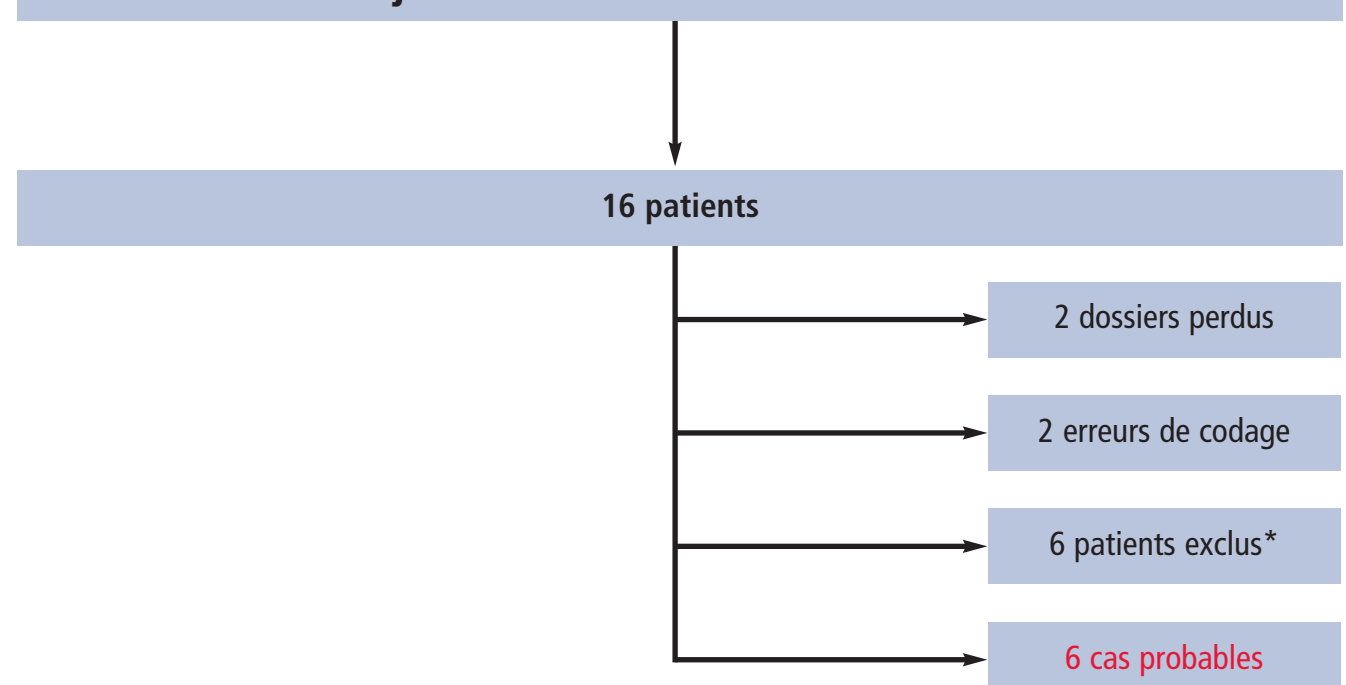 16 patients
2 dossiers perdus
2 erreurs de codage
6 patients exclus*
6 cas probables